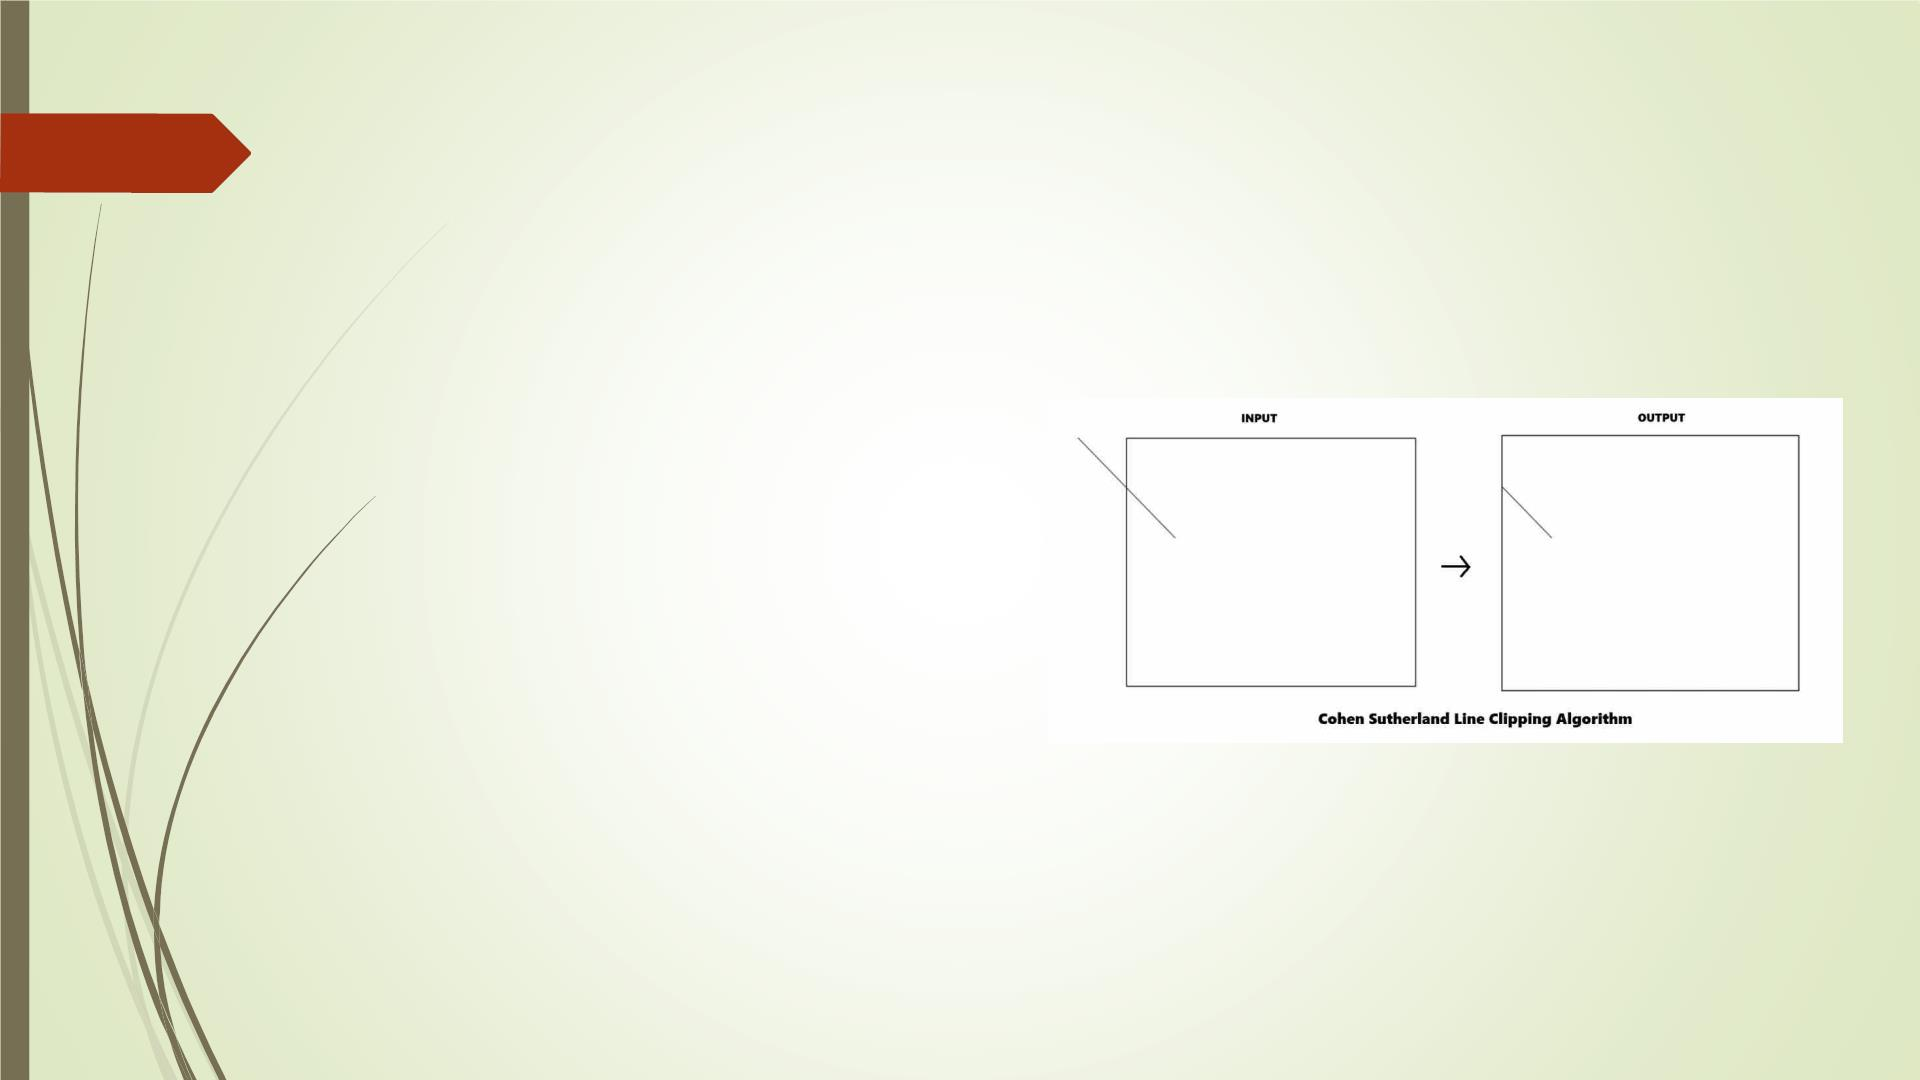 INPUT
OUTPUT
Cohen Sutherland Line Clipping Algorithm